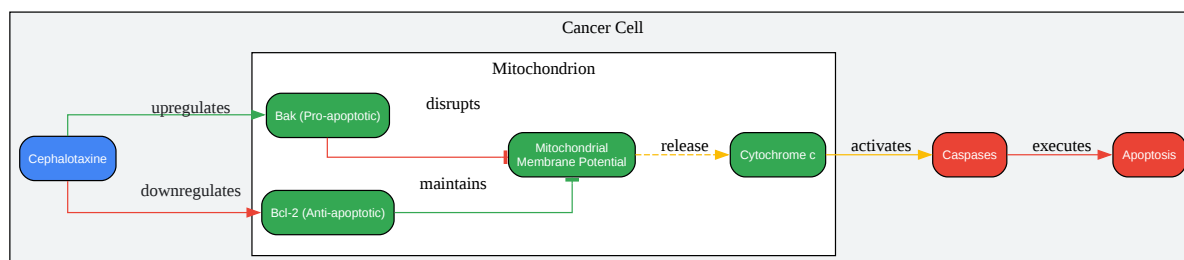 Cancer Cell
Mitochondrion
upregulates
Bak (Pro-apoptotic)
disrupts
Cephalotaxine
Mitochondrial
Membrane Potential
release
Cytochrome c
activates
Caspases
executes
Apoptosis
downregulates
Bcl-2 (Anti-apoptotic)
maintains